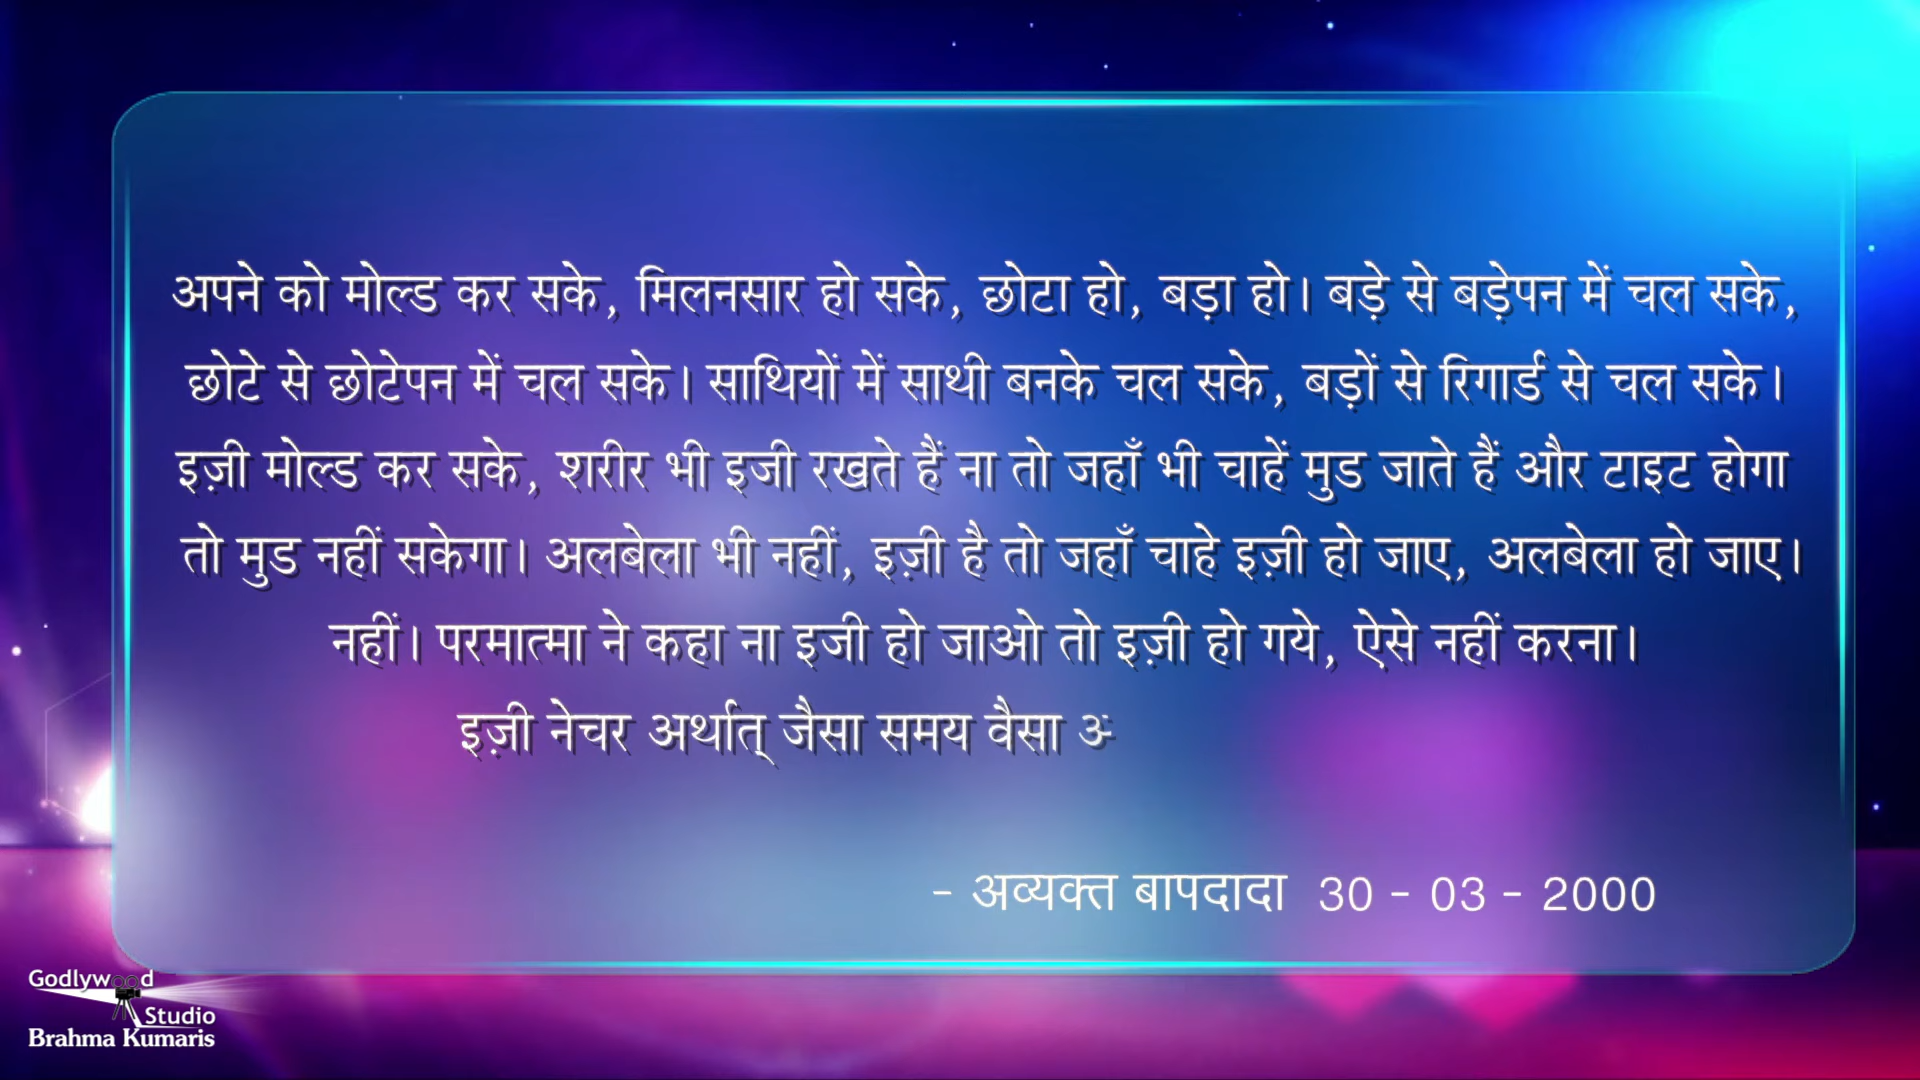 अपने को मोल्ड कर सके, मिलनसार हो सके, छोटा हो, बड़ा हो। बड़े से बड़ेपन में चल सके,
छोटे से छोटेपन में चल सके। साथियों में साथी बनके चल सके, बड़ों से रिगार्ड से चल सके।
इज़ी मोल्ड कर सके, शरीर भी इजी रखते हैं ना तो जहाँ भी चाहें मुड जाते हैं और टाइट होगा
तो मुड नहीं सकेगा। अलबेला भी नहीं, इज़ी है तो जहाँ चाहे इज़ी हो जाए, अलबेला हो जाए।
नहीं। परमात्मा ने कहा ना इजी हो जाओ तो इज़ी हो गये, ऐसे नहीं करना।
इज़ी नेचर अर्थात् जैसा समय वैसा
- अव्यक्त बापदादा 30 - 03 - 2000
Godlywood
Studio
Brahma Kumaris